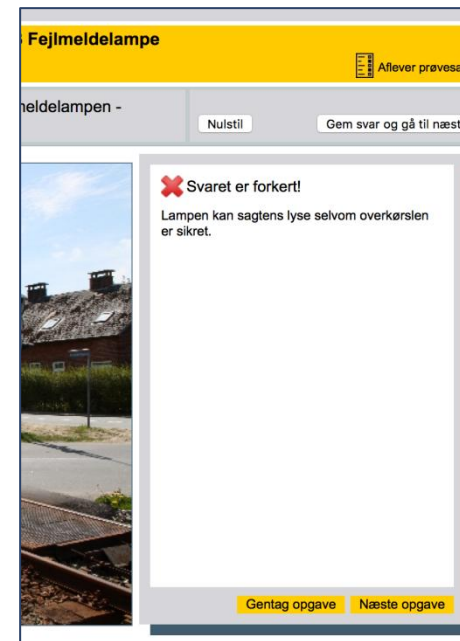 Fejlmeldelampe
Aflever prøvesa
neldelampen -
Nulstil
Gem svar og gå til næst
Svaret er forkert!
Lampen kan sagtens lyse selvom overkørslen
er sikret.
Gentag opgave
Næste opgave